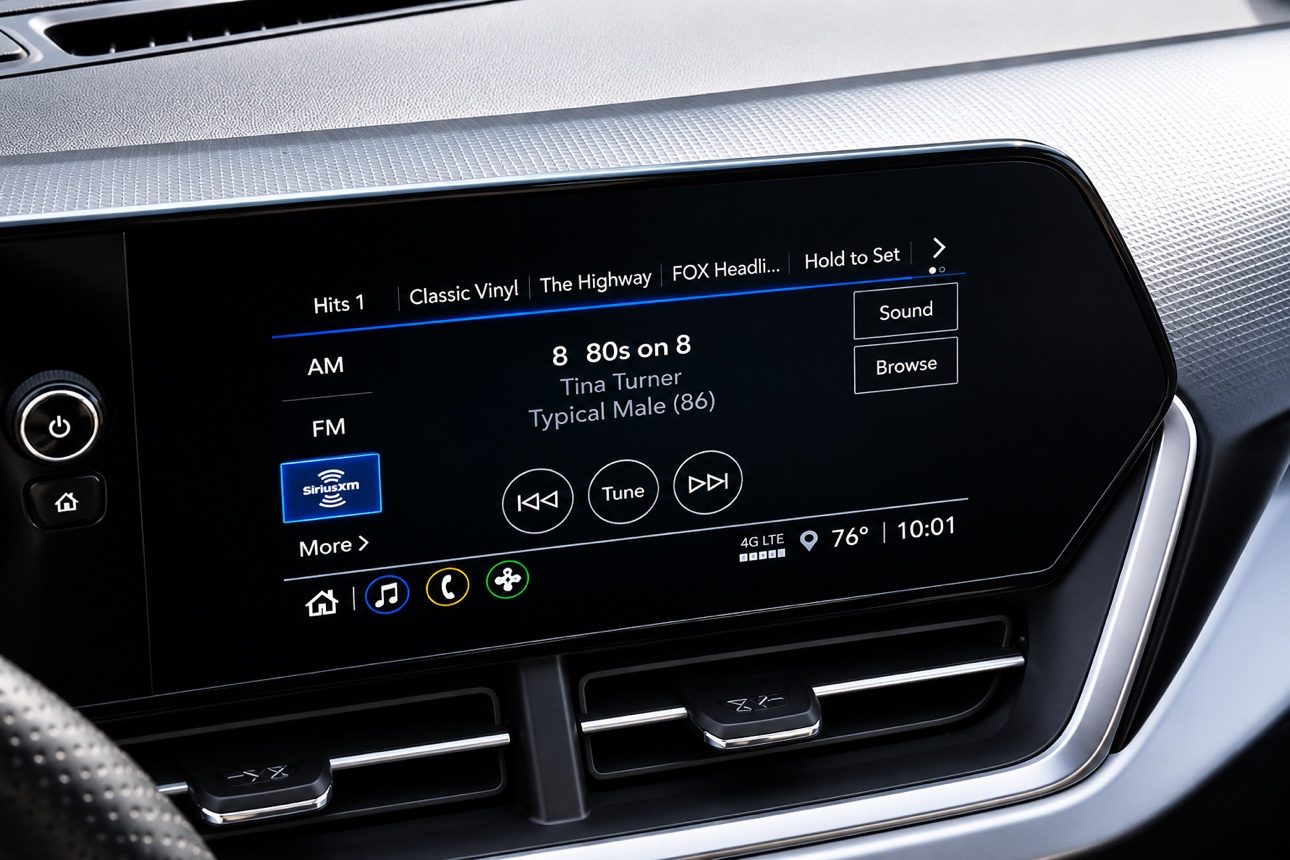 Hits 1
Classic Vinyl
The Highway
FOX Headli...
Hold to Set
AM
FM
SiriusXM
More
8 80s on 8
Tina Turner
Typical Male (86)
Sound
Browse
Tune
4G LTE
76°
10:01